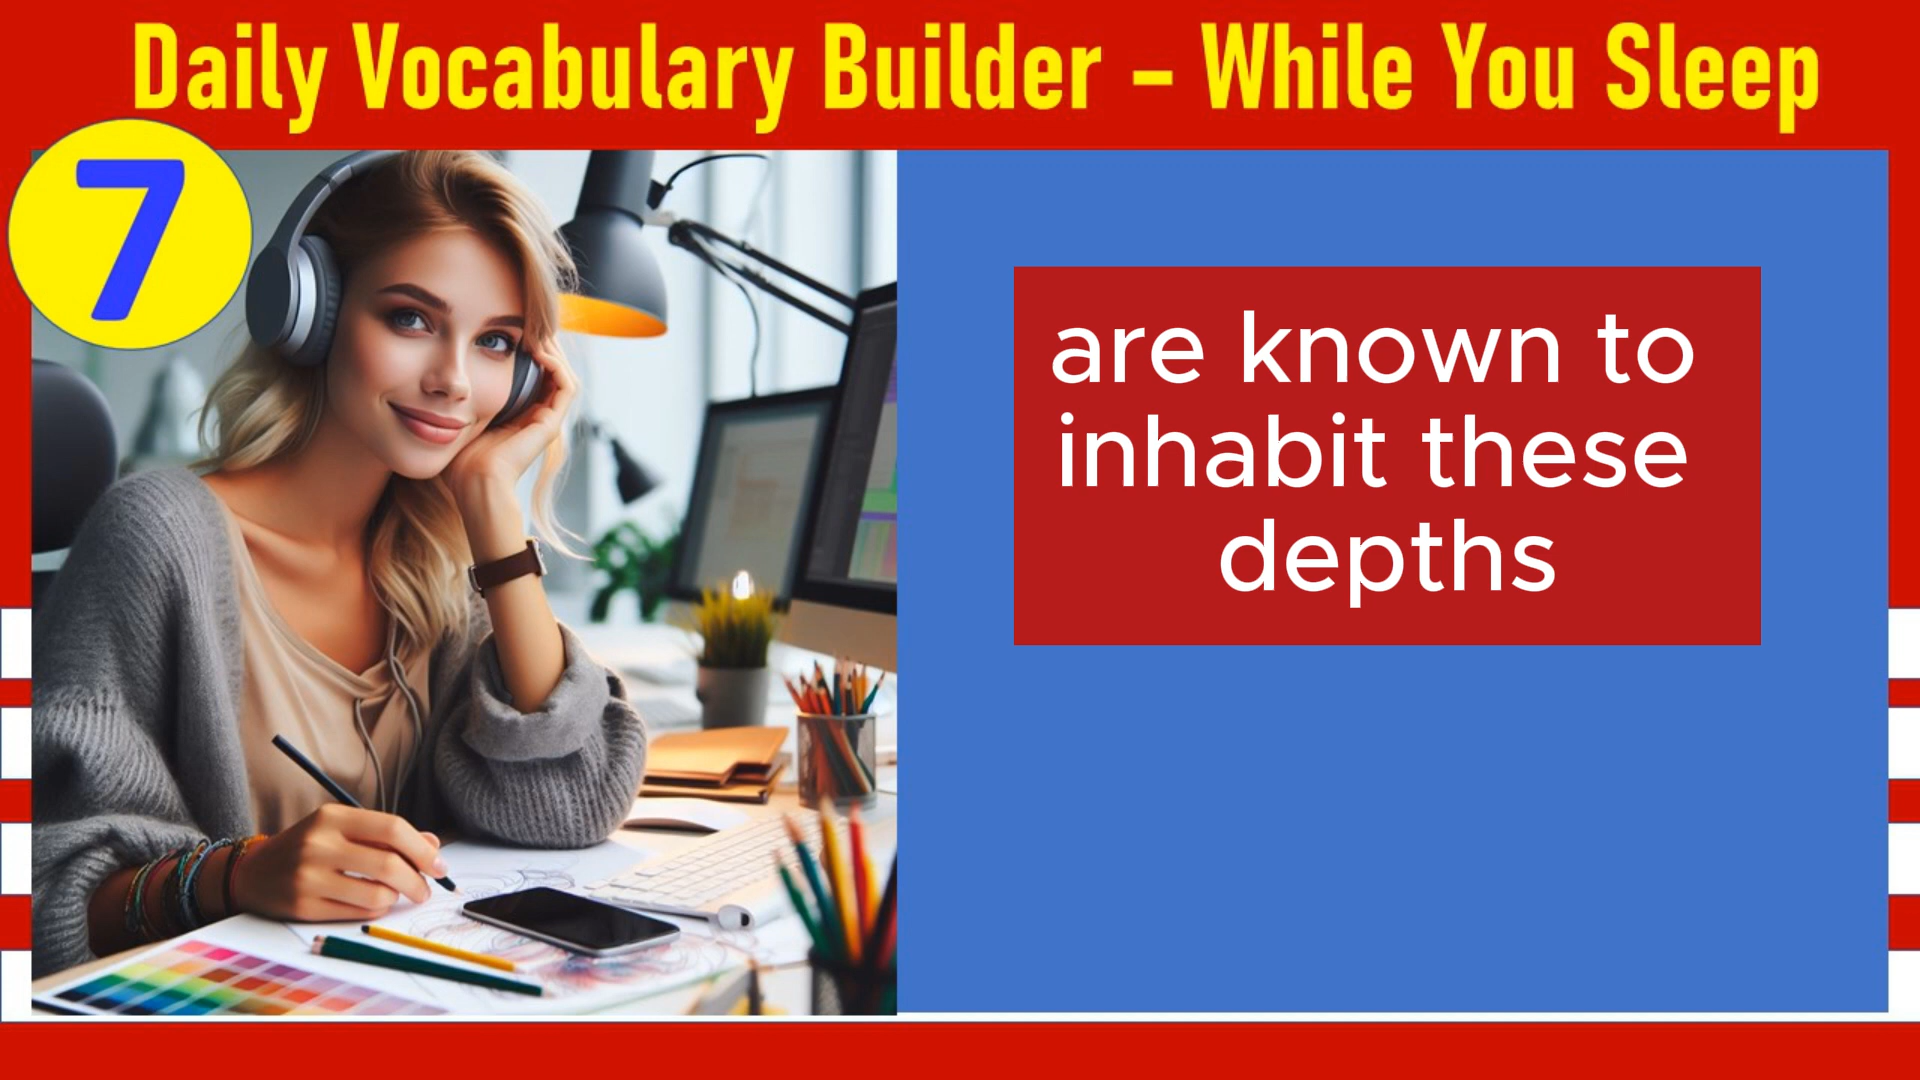 Daily Vocabulary Builder – While You Sleep
7
are known to
inhabit these
depths